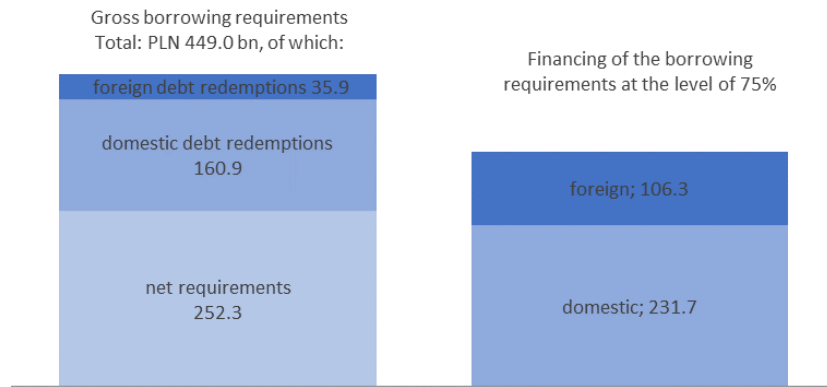 Gross borrowing requirements
Total: PLN 449.0 bn, of which:
foreign debt redemptions 35.9
domestic debt redemptions
160.9
net requirements
252.3
Financing of the borrowing
requirements at the level of 75%
foreign; 106.3
domestic; 231.7